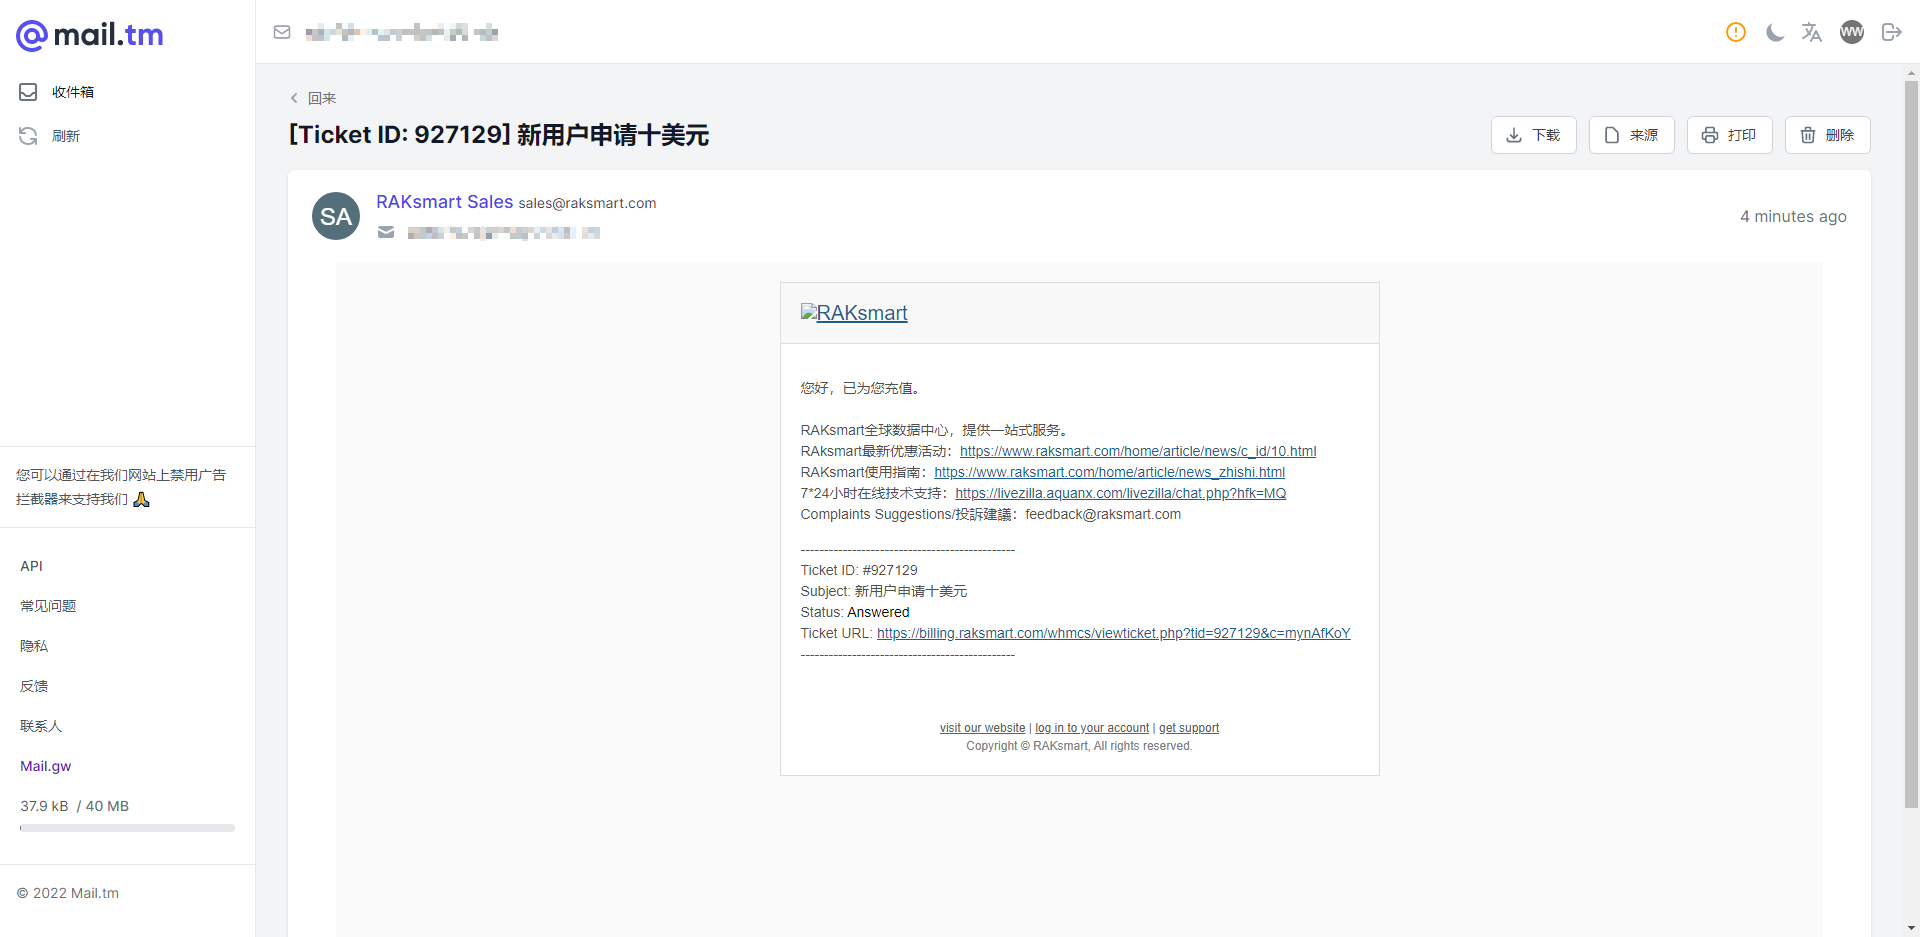 mail.tm
收件箱
刷新
您可以通过在我们网站上禁用广告
拦截器来支持我们 🙏
API
常见问题
隐私
反馈
联系人
Mail.gw
37.9 kB / 40 MB
© 2022 Mail.tm
WW
回来
[Ticket ID: 927129] 新用户申请十美元
下载
来源
打印
删除
SA
RAKsmart Sales sales@raksmart.com
4 minutes ago
RAKsmart
您好，已为您充值。
RAKsmart全球数据中心，提供一站式服务。
RAksmart最新优惠活动：https://www.raksmart.com/home/article/news/c_id/10.html
RAKsmart使用指南：https://www.raksmart.com/home/article/news_zhishi.html
7*24小时在线技术支持：https://livezilla.aquanx.com/livezilla/chat.php?hfk=MQ
Complaints Suggestions/投訴建議：feedback@raksmart.com
----------------------------------------------
Ticket ID: #927129
Subject: 新用户申请十美元
Status: Answered
Ticket URL: https://billing.raksmart.com/whmcs/viewticket.php?tid=927129&c=mynAfKoY
----------------------------------------------
visit our website | log in to your account | get support
Copyright © RAKsmart, All rights reserved.